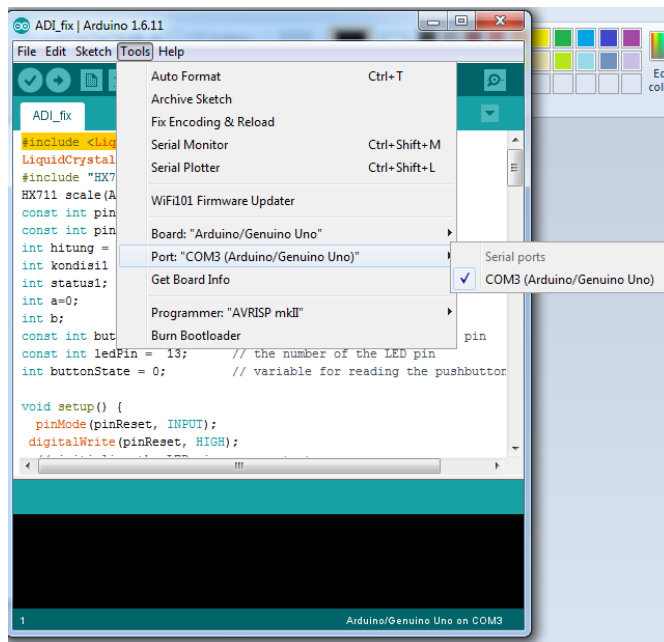 ADI_fix | Arduino 1.6.11
File Edit Sketch Tools Help
ADI_fix
Auto Format Ctrl+T
Archive Sketch
Fix Encoding & Reload
Serial Monitor Ctrl+Shift+M
Serial Plotter Ctrl+Shift+L
WiFi101 Firmware Updater
Board: "Arduino/Genuino Uno"
Port: "COM3 (Arduino/Genuino Uno)"
Get Board Info
Programmer: "AVRISP mkII"
Burn Bootloader
Serial ports
COM3 (Arduino/Genuino Uno)
#include <Liq
LiquidCrystal
#include "HX7
HX711 scale(A
const int pin
const int pin
int hitung =
int kondisi1
int status1;
int a=0;
int b;
const int but pin
const int ledPin = 13; // the number of the LED pin
int buttonState = 0; // variable for reading the pushbutton
void setup() {
pinMode(pinReset, INPUT);
digitalWrite(pinReset, HIGH);
1 Arduino/Genuino Uno on COM3
Ed
col